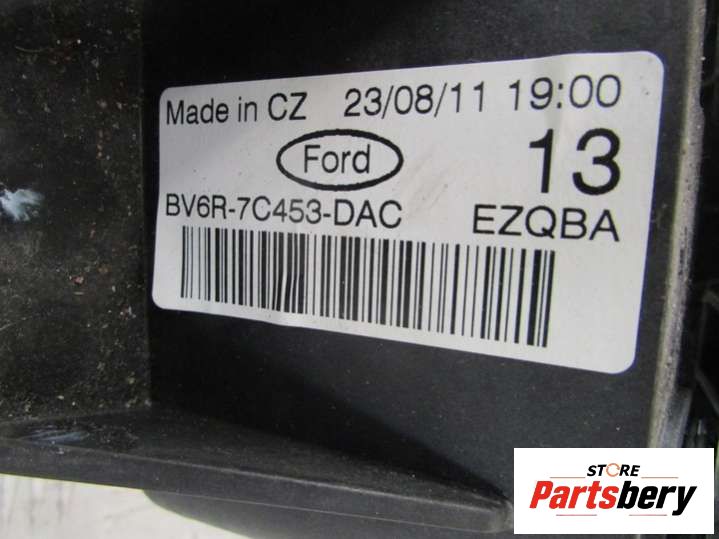 Made in CZ 23/08/11 19:00
Ford 13
BV6R-7C453-DAC EZQBA
STORE
Partsbery